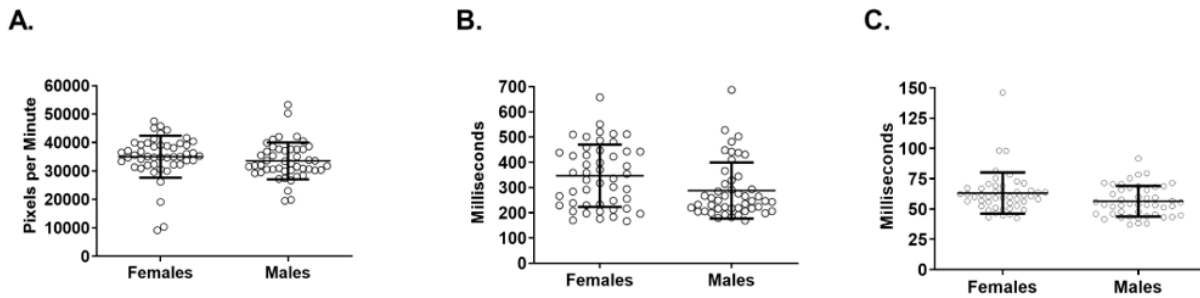 A.
Pixels per Minute
60000
50000
40000
30000
20000
10000
0
Females Males
B.
Milliseconds
700
600
500
400
300
200
100
0
Females Males
C.
Milliseconds
150
125
100
75
50
25
0
Females Males